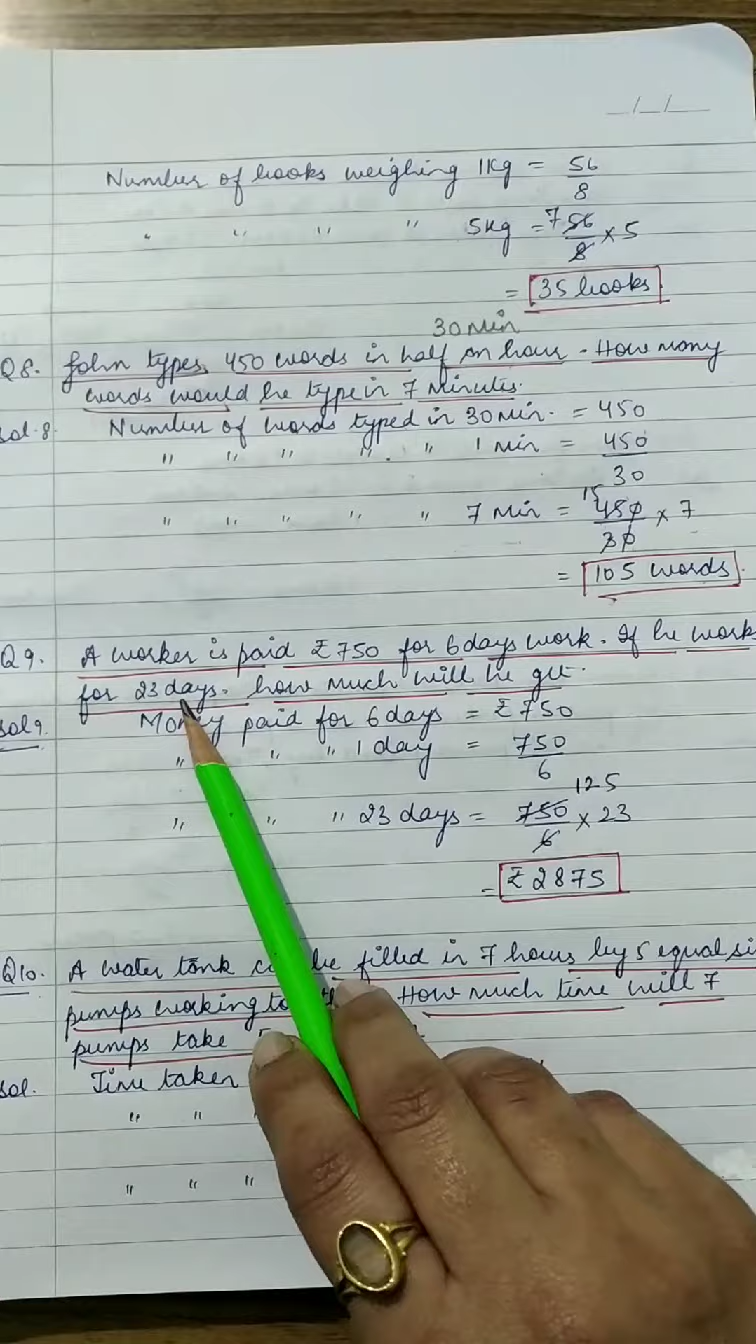 _/_/_
Number of books weighing 1Kg = 56/8
" " " " 5Kg = 7 56/8 × 5
= 35 books
30 Min
Q8. John types, 450 words in half an hour. How many
words would he type in 7 Minutes.
Sol.8. Number of words typed in 30 min. = 450
" " " " " 1 Min = 450/30
" " " " " 7 Min = 15 450/30 × 7
= 105 words.
Q9. A worker is paid ₹750 for 6 days work. If he work
for 23 days. how much will he get.
Sol9. Money paid for 6 days = ₹750
" " " 1 day = 750/6
125
" " " 23 days = 750/6 × 23
= ₹2875
Q10. A water tank be filled in 7 hours by 5 equal si
pumps working How much time will 7
pumps take
Sol. Time taken
" "
" " "